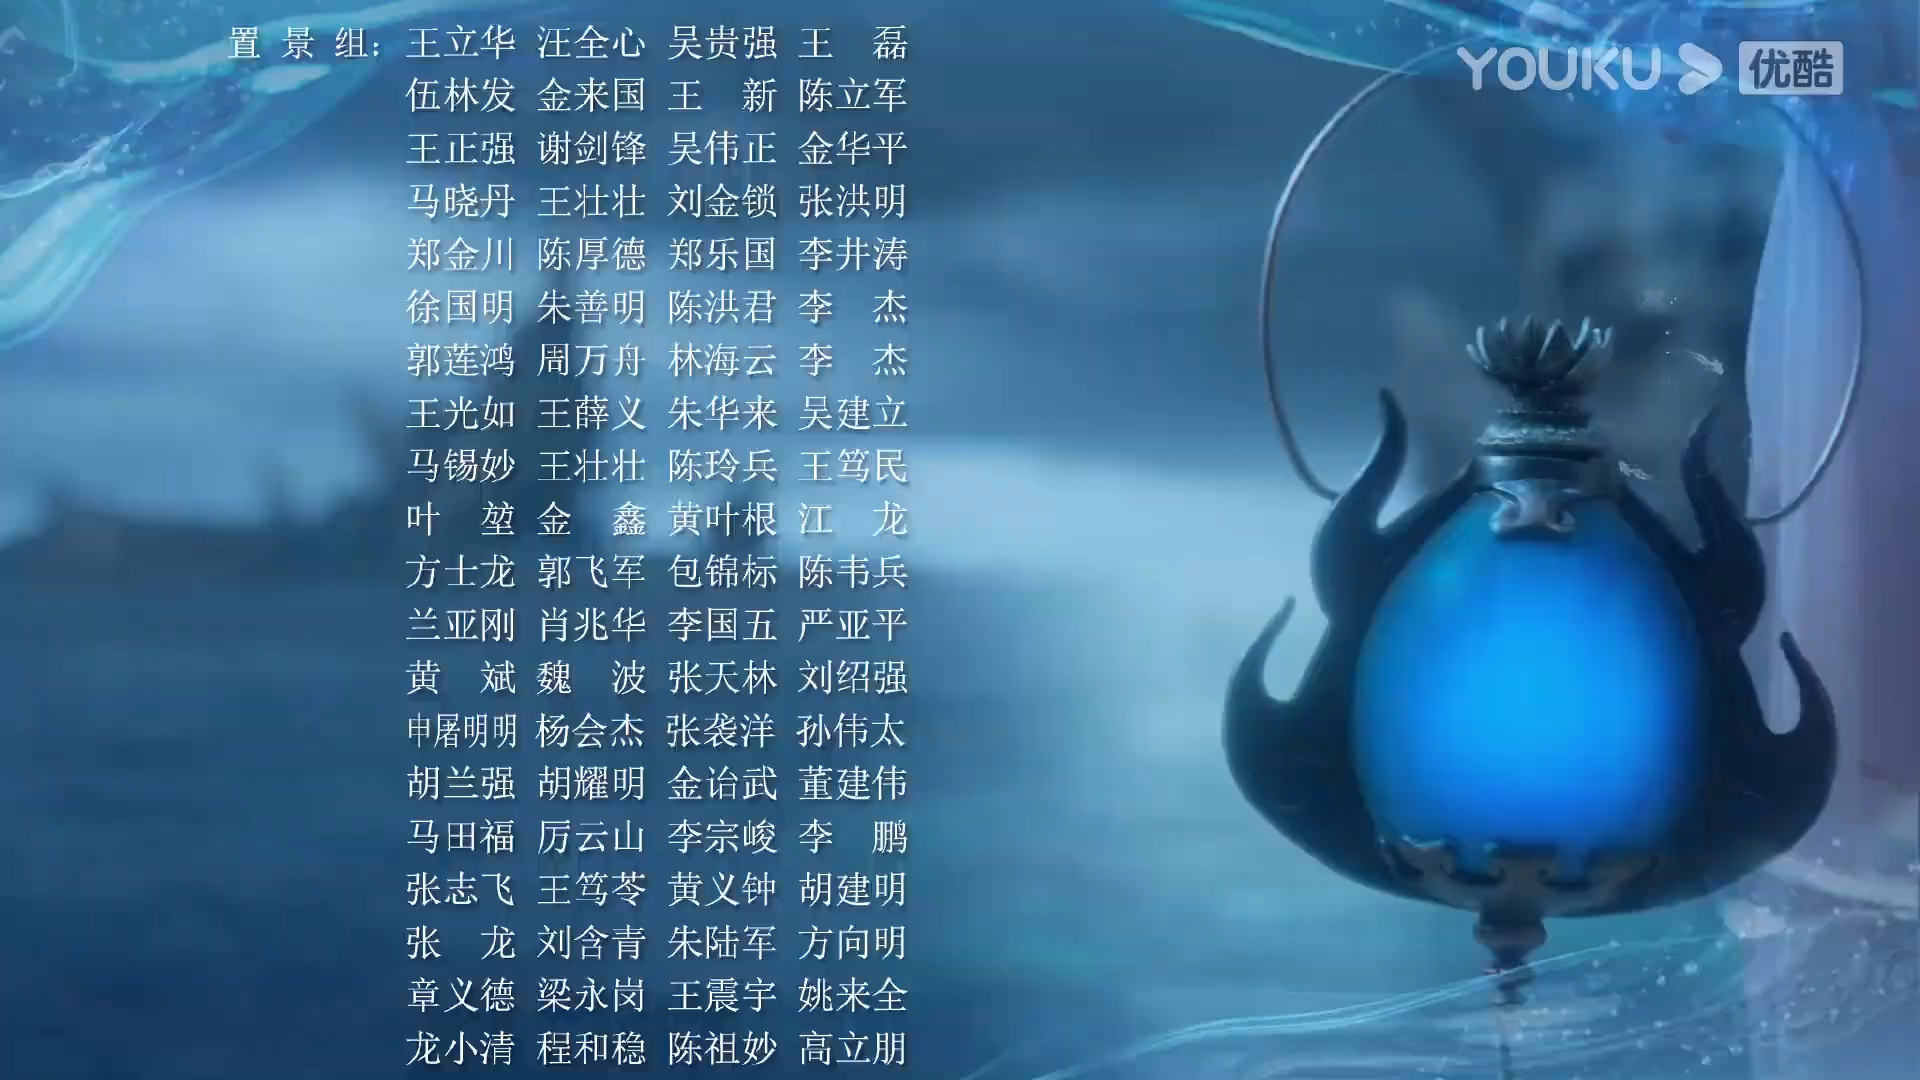 置景组：王立华 汪全心 吴贵强 王 磊
YOUKU 优酷
伍林发 金来国 王 新 陈立军
王正强 谢剑锋 吴伟正 金华平
马晓丹 王壮壮 刘金锁 张洪明
郑金川 陈厚德 郑乐国 李井涛
徐国明 朱善明 陈洪君 李 杰
郭莲鸿 周万舟 林海云 李 杰
王光如 王薛义 朱华来 吴建立
马锡妙 王壮壮 陈玲兵 王笃民
叶 堃 金 鑫 黄叶根 江 龙
方士龙 郭飞军 包锦标 陈韦兵
兰亚刚 肖兆华 李国五 严亚平
黄 斌 魏 波 张天林 刘绍强
申屠明明 杨会杰 张袭洋 孙伟太
胡兰强 胡耀明 金诒武 董建伟
马田福 厉云山 李宗峻 李 鹏
张志飞 王笃苓 黄义钟 胡建明
张 龙 刘含青 朱陆军 方向明
章义德 梁永岗 王震宇 姚来全
龙小清 程和稳 陈祖妙 高立朋